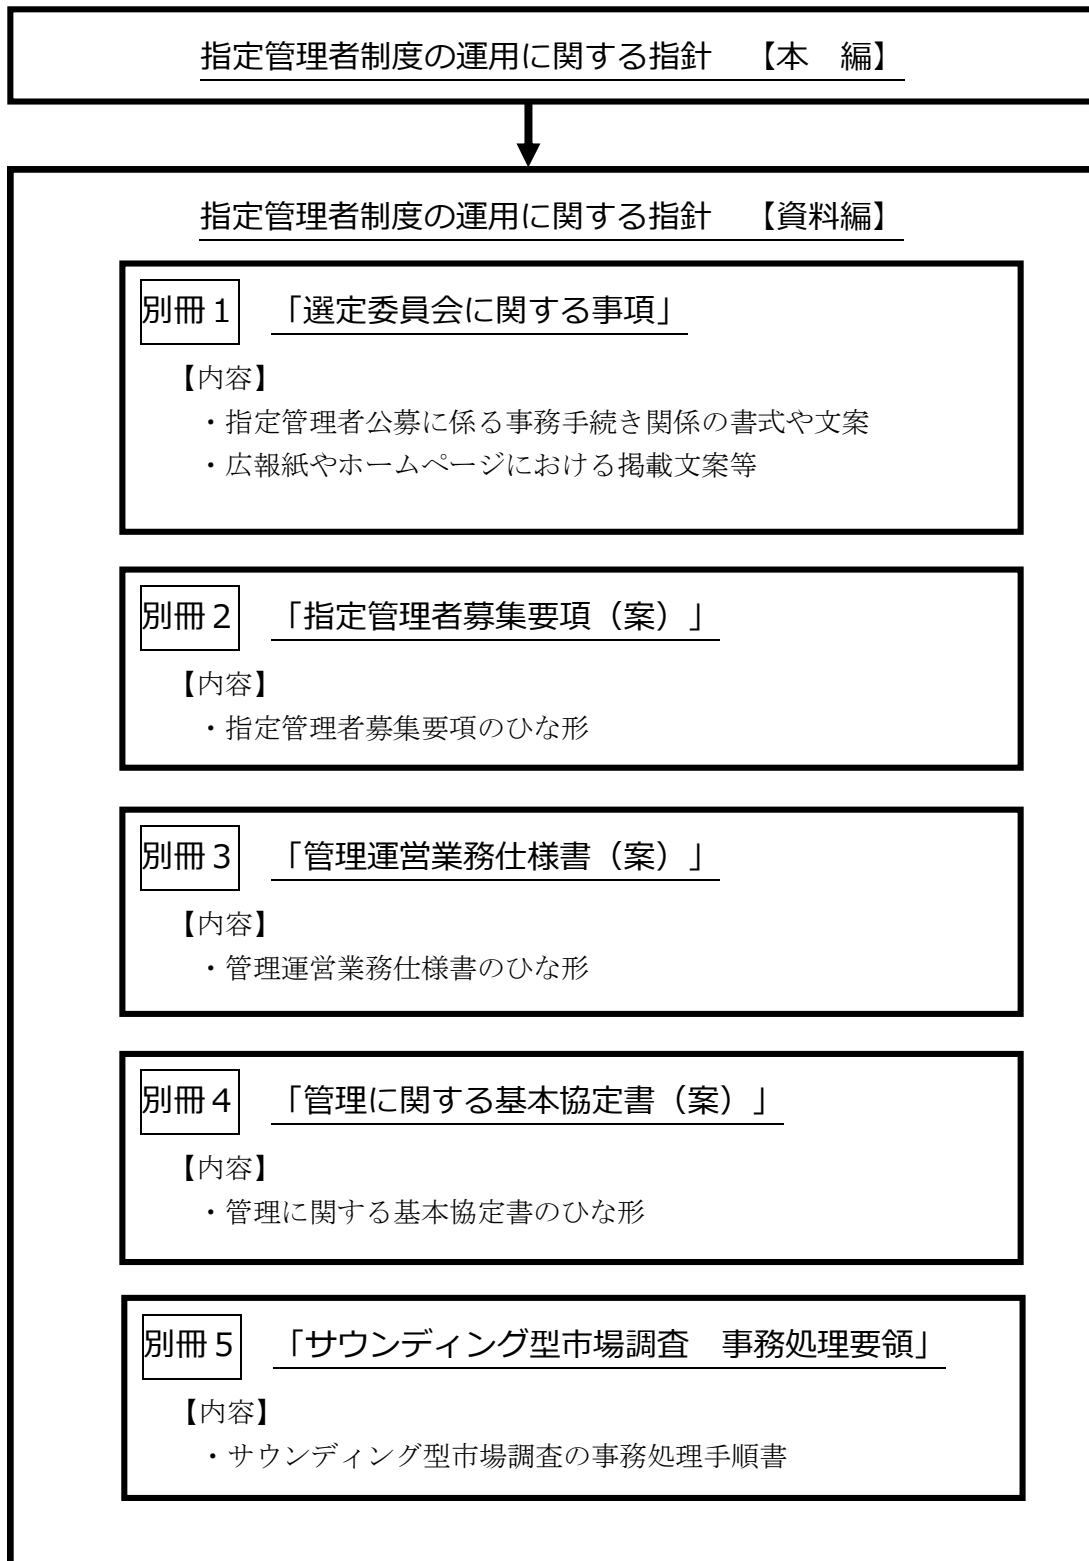 指定管理者制度の運用に関する指針　【本　編】
指定管理者制度の運用に関する指針　【資料編】
別冊１　「選定委員会に関する事項」
【内容】
・指定管理者公募に係る事務手続き関係の書式や文案
・広報紙やホームページにおける掲載文案等
別冊２　「指定管理者募集要項（案）」
【内容】
・指定管理者募集要項のひな形
別冊３　「管理運営業務仕様書（案）」
【内容】
・管理運営業務仕様書のひな形
別冊４　「管理に関する基本協定書（案）」
【内容】
・管理に関する基本協定書のひな形
別冊５　「サウンディング型市場調査　事務処理要領」
【内容】
・サウンディング型市場調査の事務処理手順書